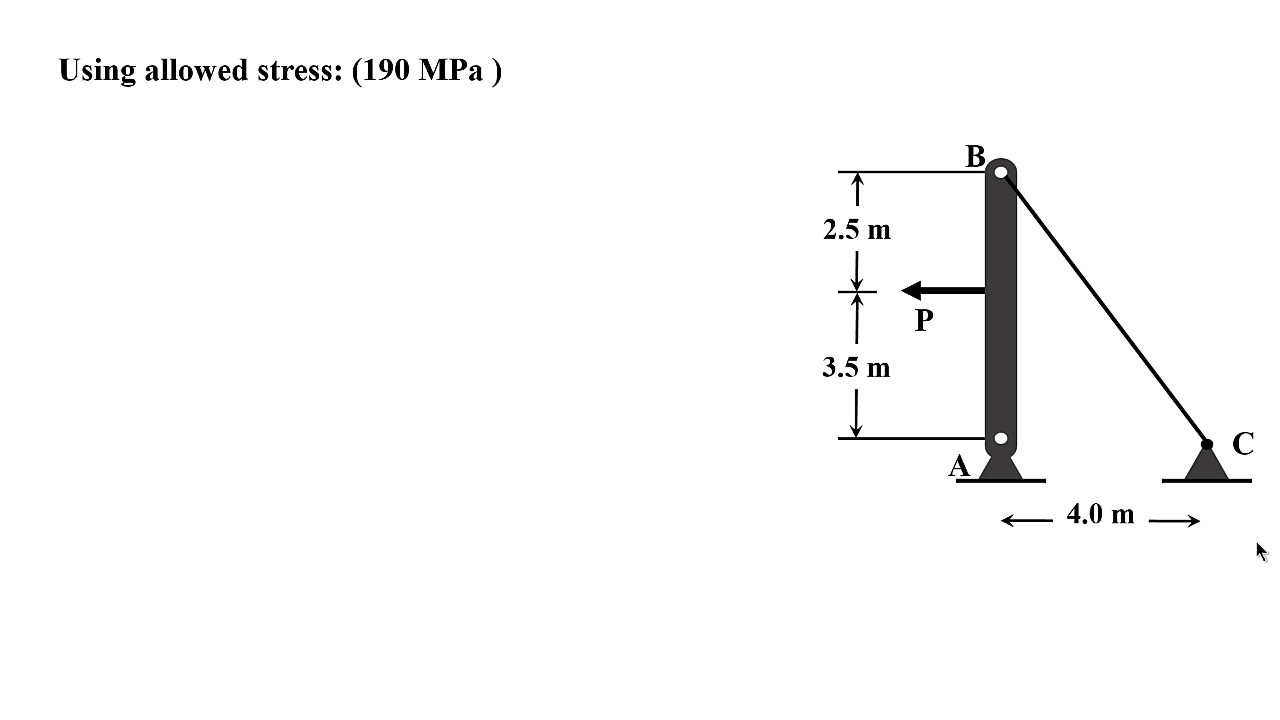 Using allowed stress: (190 MPa )
B
2.5 m
P
3.5 m
A
C
4.0 m